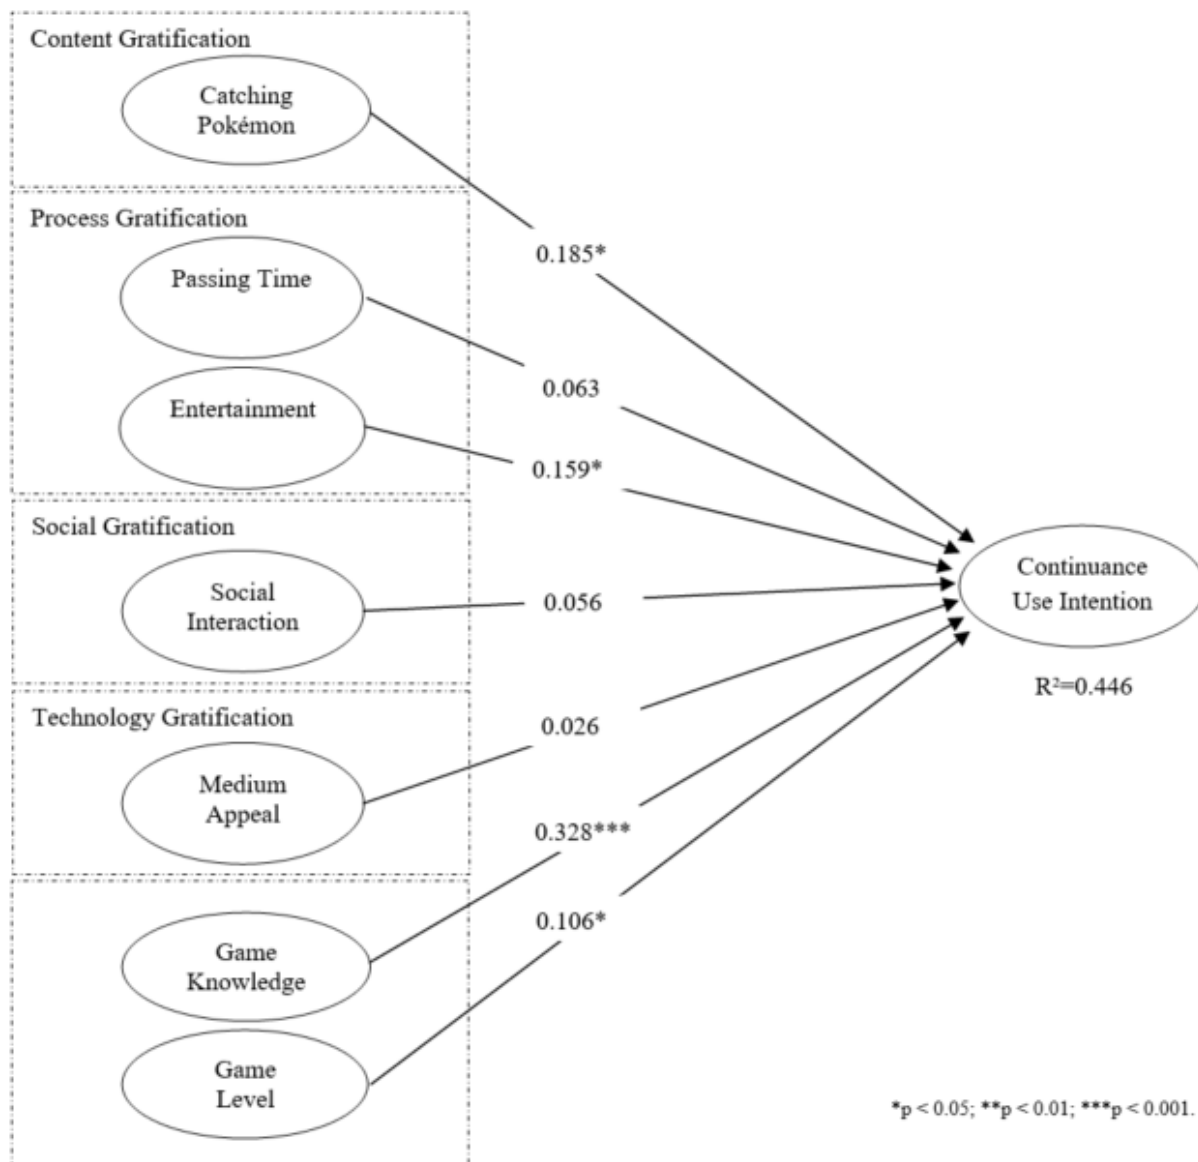 Content Gratification
Catching
Pokémon
Process Gratification
Passing Time
Entertainment
Social Gratification
Social
Interaction
Technology Gratification
Medium
Appeal
Game
Knowledge
Game
Level
0.185*
0.063
0.159*
0.056
0.026
0.328***
0.106*
Continuance
Use Intention
R²=0.446
*p < 0.05; **p < 0.01; ***p < 0.001.